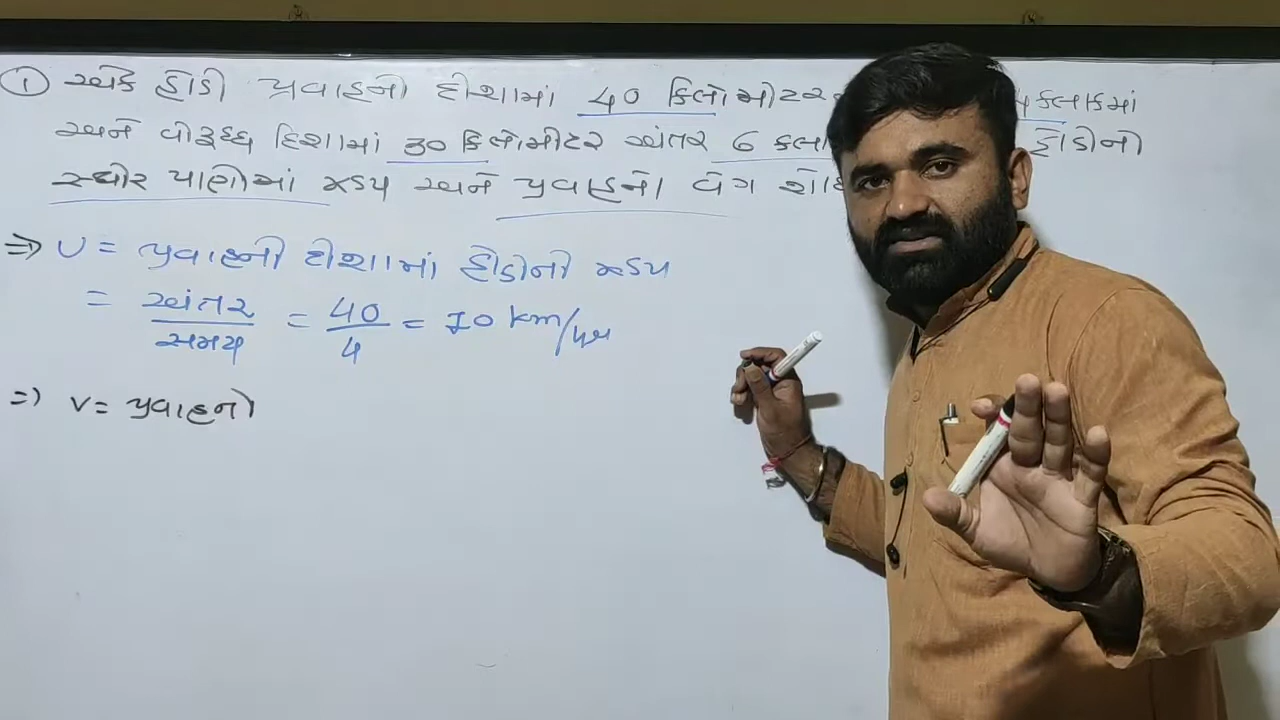 ① એક હોડી પ્રવાહની દીશામાં 40 કિલોમીટર 4 કલાકમાં
અને વીરૂધ્ધ દિશામાં 30 કિલોમીટર અંતર 6 કલા હોડીની
સ્થીર પાણીમાં ઝડપ અને પ્રવાહનો વેગ શો
⇒ U = પ્રવાહની દીશામાં હોડીની ઝડપ
= અંતર/સમય = 40/4 = 10 km/
⇒ V = પ્રવાહની